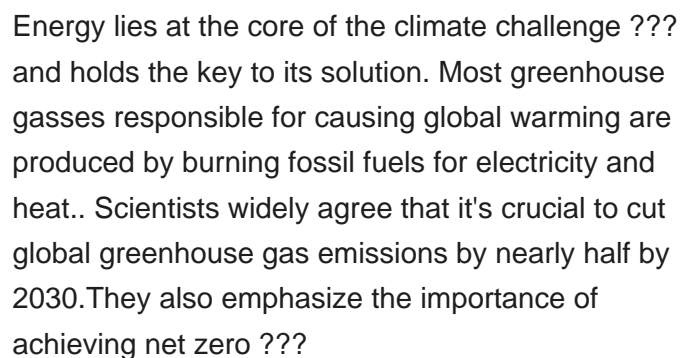 Energy lies at the core of the climate challenge ???
and holds the key to its solution. Most greenhouse
gasses responsible for causing global warming are
produced by burning fossil fuels for electricity and
heat.. Scientists widely agree that it's crucial to cut
global greenhouse gas emissions by nearly half by
2030.They also emphasize the importance of
achieving net zero ???